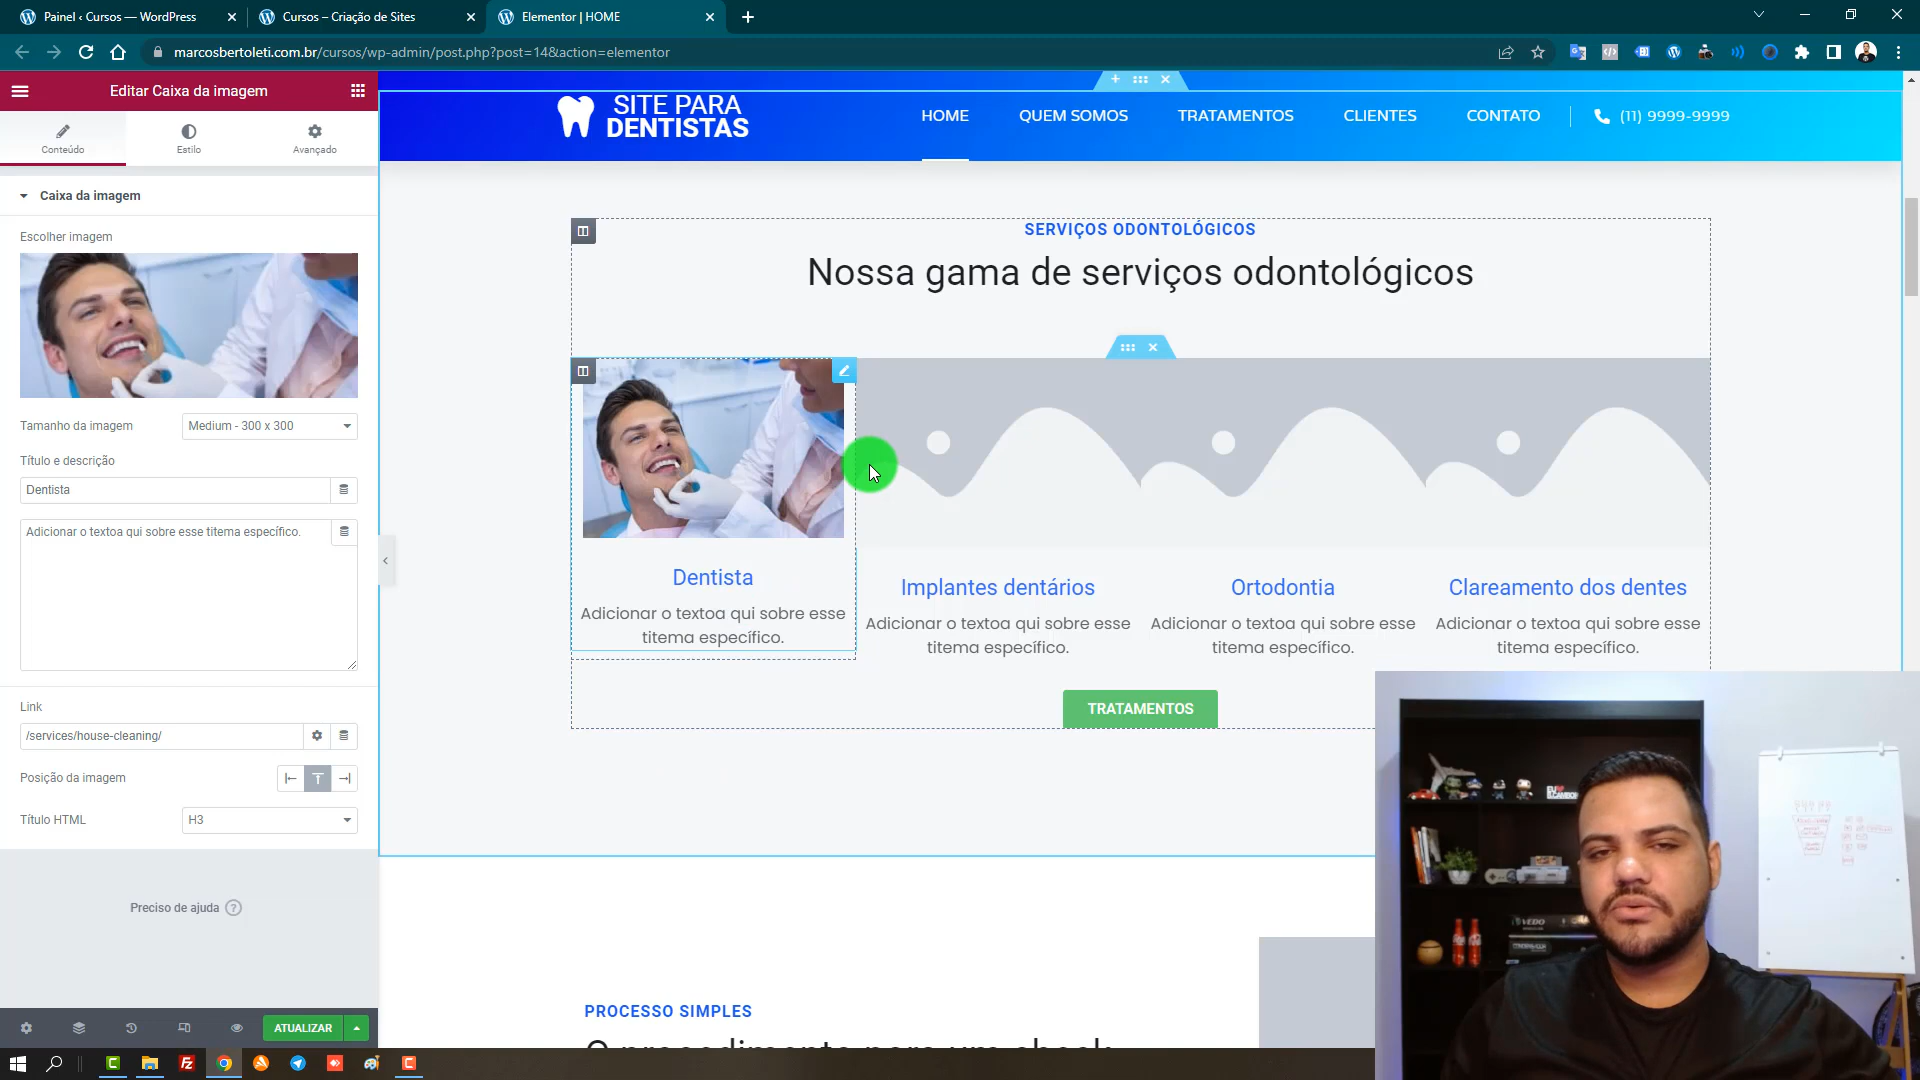 Painel ‹ Cursos — WordPress
Cursos – Criação de Sites
Elementor | HOME
marcosbertoleti.com.br/cursos/wp-admin/post.php?post=14&action=elementor
Editar Caixa da imagem
Conteúdo
Estilo
Avançado
Caixa da imagem
Escolher imagem
Tamanho da imagem
Medium - 300 x 300
Título e descrição
Dentista
Adicionar o textoa qui sobre esse titema específico.
Link
/services/house-cleaning/
Posição da imagem
Título HTML
H3
Preciso de ajuda
ATUALIZAR
SITE PARA
DENTISTAS
HOME
QUEM SOMOS
TRATAMENTOS
CLIENTES
CONTATO
(11) 9999-9999
SERVIÇOS ODONTOLÓGICOS
Nossa gama de serviços odontológicos
Dentista
Adicionar o textoa qui sobre esse
titema específico.
Implantes dentários
Adicionar o textoa qui sobre esse
titema específico.
Ortodontia
Adicionar o textoa qui sobre esse
titema específico.
Clareamento dos dentes
Adicionar o textoa qui sobre esse
titema específico.
TRATAMENTOS
PROCESSO SIMPLES